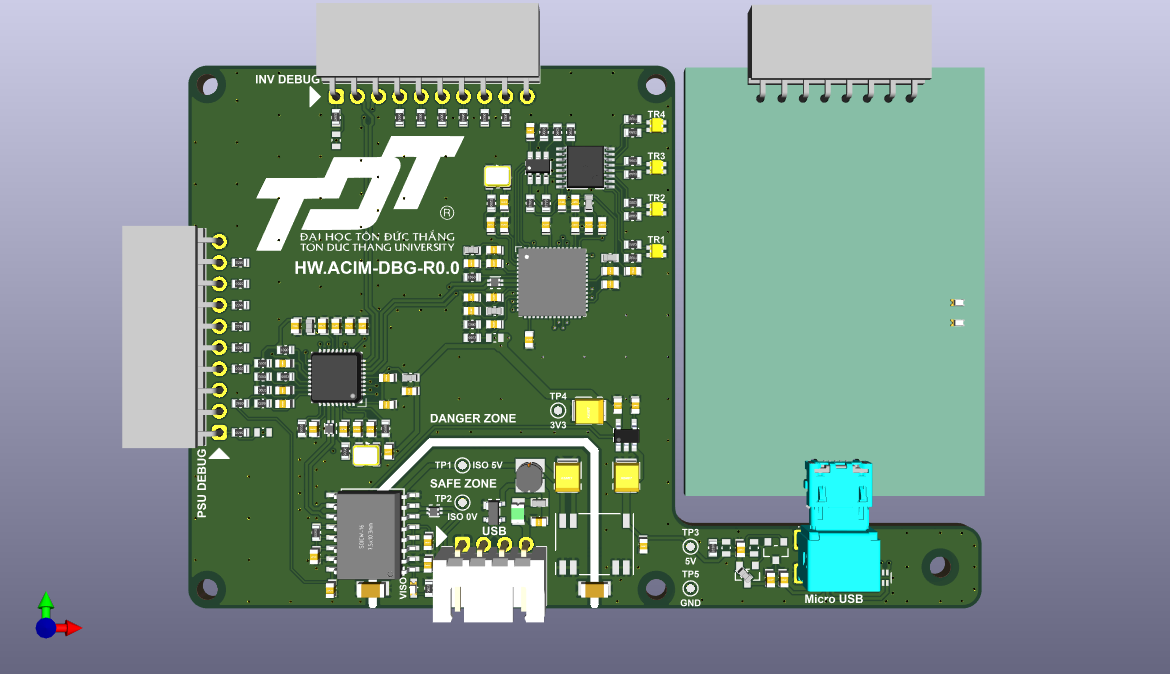 INV DEBUG
TR4
TR3
TR2
TR1
TDT
®
ĐẠI HỌC TÔN ĐỨC THẮNG
TON DUC THANG UNIVERSITY
HW.ACIM-DBG-R0.0
TP4
3V3
DANGER ZONE
TP1
ISO 5V
SAFE ZONE
TP2
ISO 0V
USB
PSU DEBUG
VISO
TP3
5V
TP5
GND
Micro USB